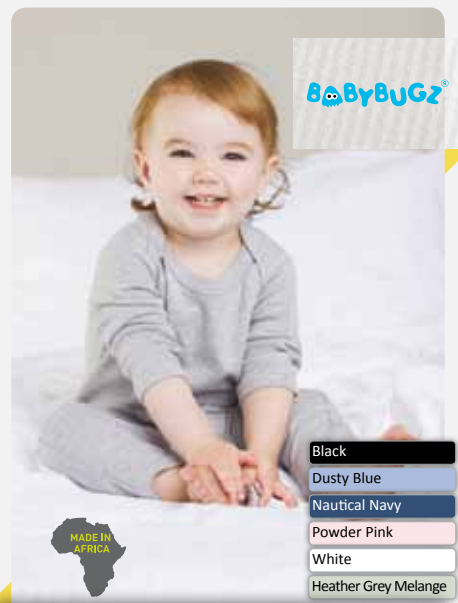 BABYBUGZ®
Black
Dusty Blue
Nautical Navy
Powder Pink
White
Heather Grey Melange
MADE IN
AFRICA